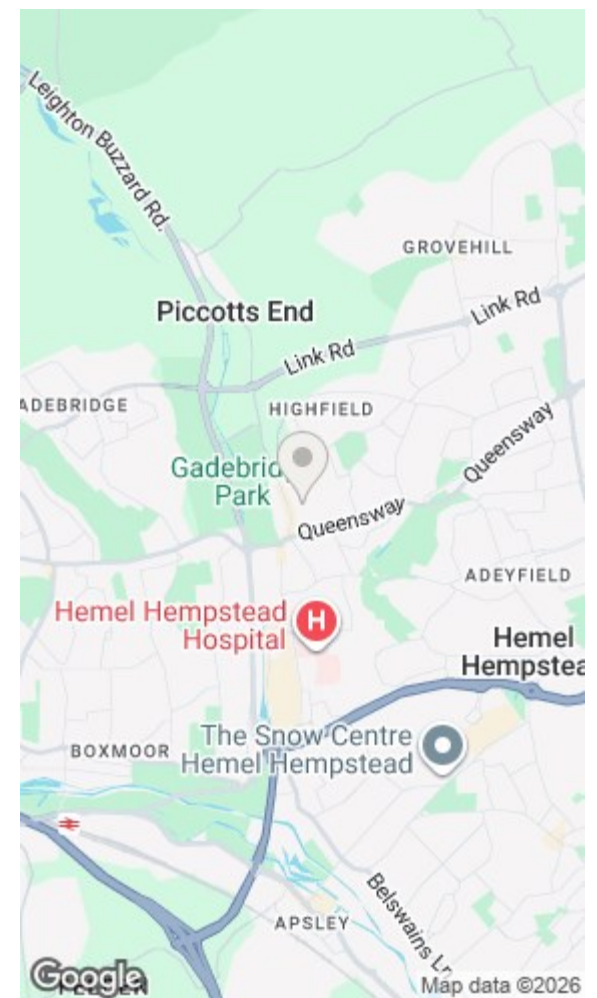 Leighton Buzzard Rd.
GROVEHILL
Piccotts End
Link Rd
Link Rd
ADEBRIDGE
HIGHFIELD
Queensway
Gadebrid
Park
Queensway
ADEYFIELD
Hemel Hempstead
Hospital
H
Hemel
Hempstea
The Snow Centre
Hemel Hempstead
BOXMOOR
Belswains Ln
APSLEY
Google
Map data ©2026